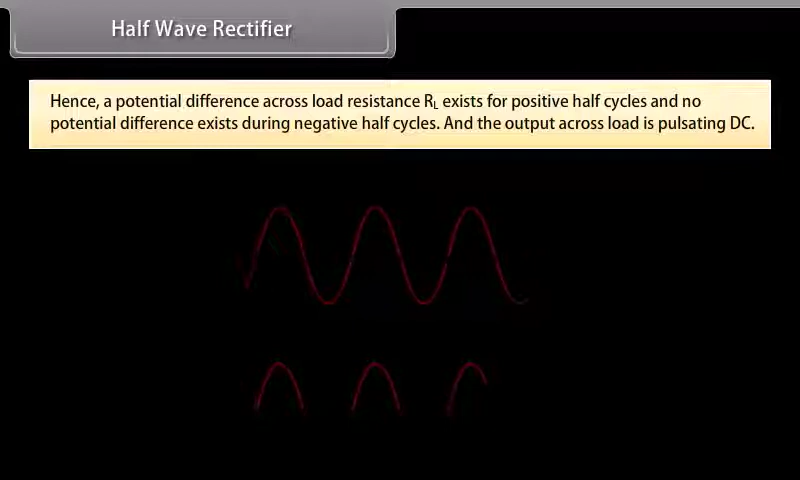 Half Wave Rectifier
Hence, a potential difference across load resistance RL exists for positive half cycles and no
potential difference exists during negative half cycles. And the output across load is pulsating DC.